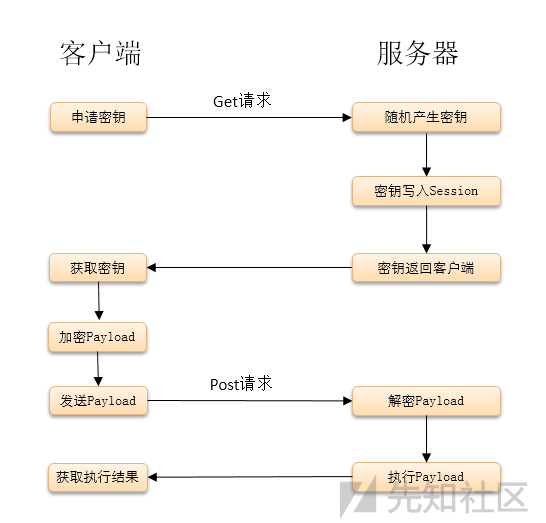 客户端 服务器
申请密钥 Get请求 随机产生密钥
密钥写入Session
获取密钥 密钥返回客户端
加密Payload
发送Payload Post请求 解密Payload
获取执行结果 执行Payload
先知社区